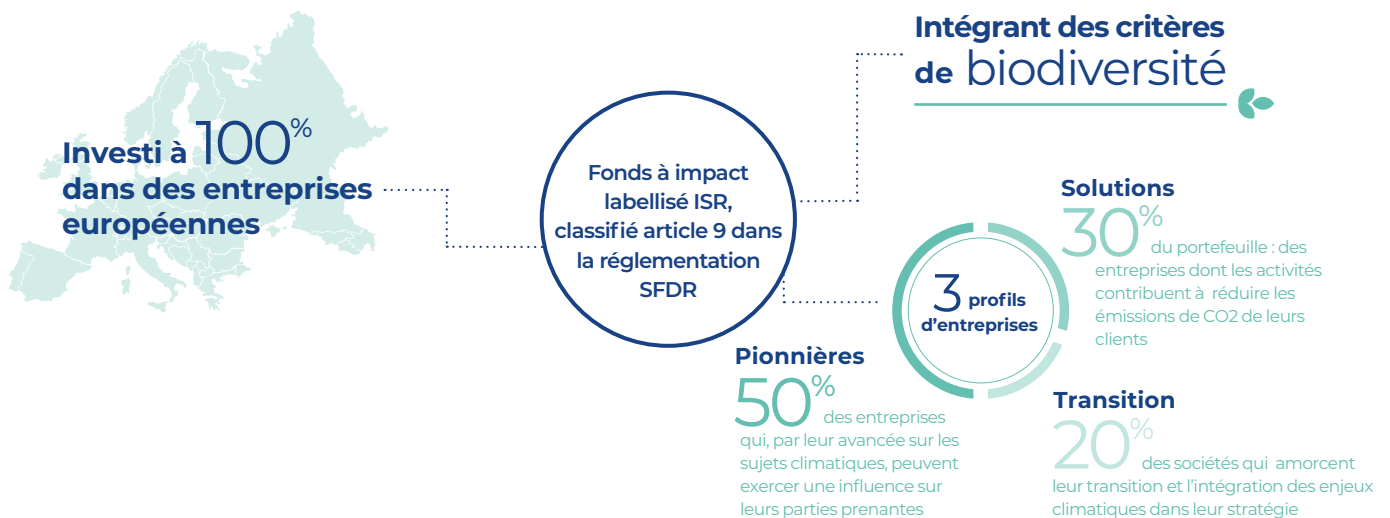 Investi à 100%
dans des entreprises
européennes
Fonds à impact
labellisé ISR,
classifié article 9 dans
la réglementation
SFDR
Intégrant des critères
de biodiversité
3 profils
d'entreprises
Solutions
30%
du portefeuille : des
entreprises dont les activités
contribuent à réduire les
émissions de CO2 de leurs
clients
Pionnières
50%
des entreprises
qui, par leur avancée sur les
sujets climatiques, peuvent
exercer une influence sur
leurs parties prenantes
Transition
20%
des sociétés qui amorcent
leur transition et l'intégration des enjeux
climatiques dans leur stratégie